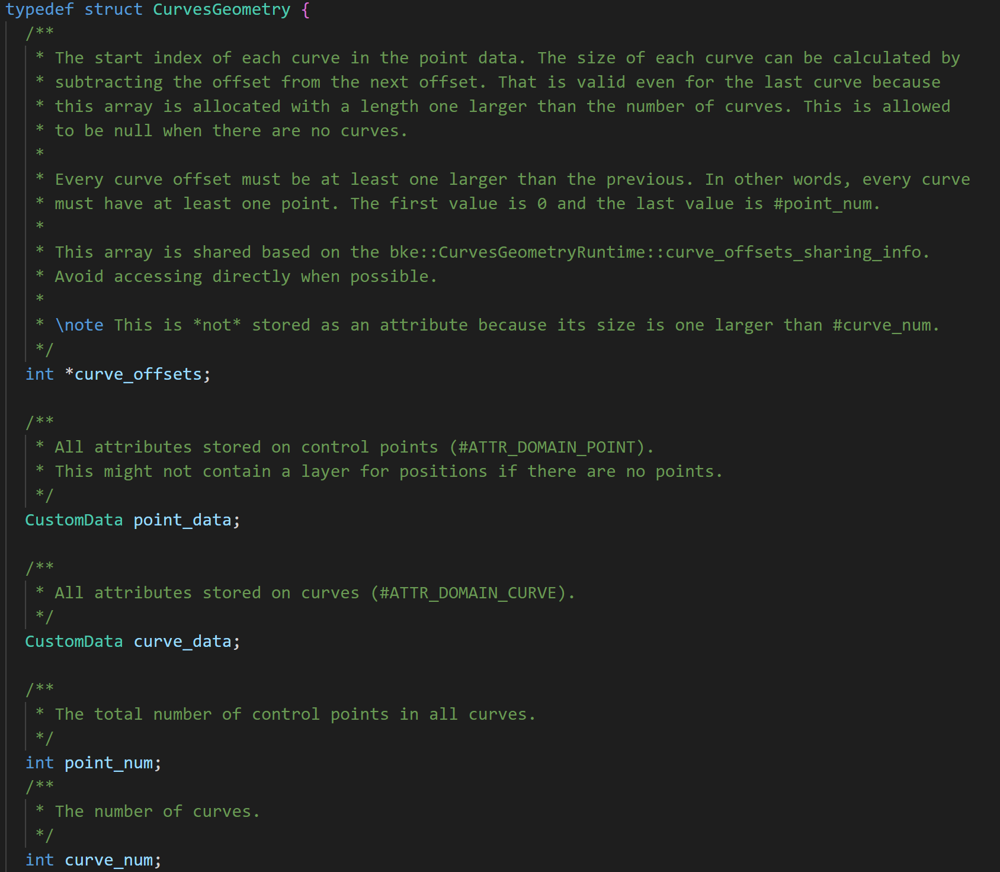 typedef struct CurvesGeometry {
/**
* The start index of each curve in the point data. The size of each curve can be calculated by
* subtracting the offset from the next offset. That is valid even for the last curve because
* this array is allocated with a length one larger than the number of curves. This is allowed
* to be null when there are no curves.
*
* Every curve offset must be at least one larger than the previous. In other words, every curve
* must have at least one point. The first value is 0 and the last value is #point_num.
*
* This array is shared based on the bke::CurvesGeometryRuntime::curve_offsets_sharing_info.
* Avoid accessing directly when possible.
*
* \note This is *not* stored as an attribute because its size is one larger than #curve_num.
*/
int *curve_offsets;
/**
* All attributes stored on control points (#ATTR_DOMAIN_POINT).
* This might not contain a layer for positions if there are no points.
*/
CustomData point_data;
/**
* All attributes stored on curves (#ATTR_DOMAIN_CURVE).
*/
CustomData curve_data;
/**
* The total number of control points in all curves.
*/
int point_num;
/**
* The number of curves.
*/
int curve_num;